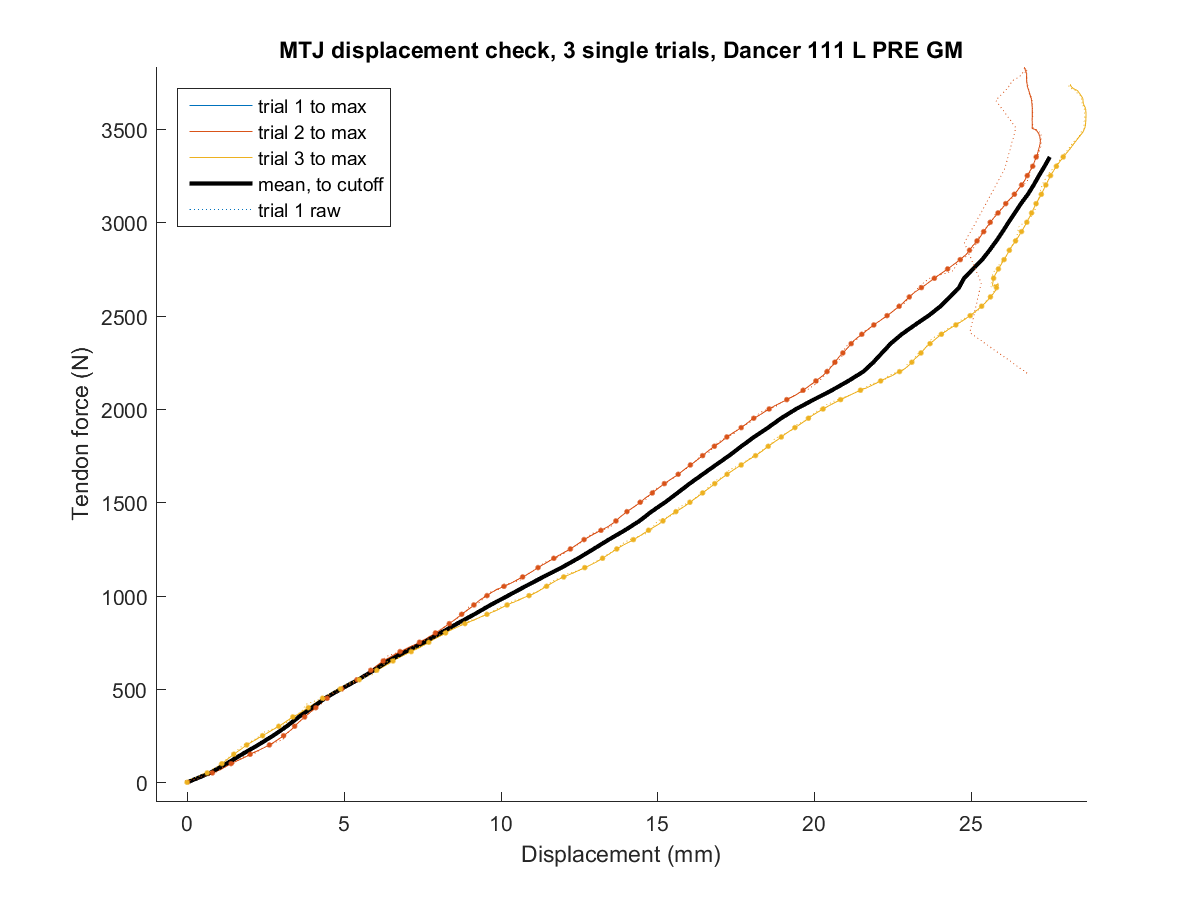 MTJ displacement check, 3 single trials, Dancer 111 L PRE GM
trial 1 to max
trial 2 to max
trial 3 to max
mean, to cutoff
trial 1 raw
Tendon force (N)
3500
3000
2500
2000
1500
1000
500
0
0 5 10 15 20 25
Displacement (mm)